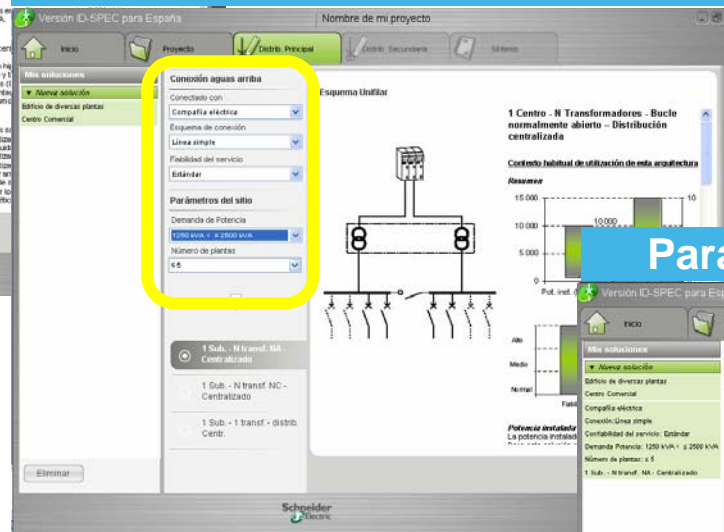 Versión ID-SPEC para España
Nombre de mi proyecto
Inicio
Proyecto
Distrib. Principal
Distrib. Secundaria
Síntesis
Mis soluciones
Nueva solución
Edificio de diversas plantas
Centro Comercial
Eliminar
Conexión aguas arriba
Conectado con
Compañía eléctrica
Esquema de conexión
Línea simple
Fiabilidad del servicio
Estándar
Parámetros del sitio
Demanda de Potencia
1250 kVA < ≤ 2500 kVA
Número de plantas
≤ 5
1 Sub. - N transf. NA - Centralizado
1 Sub. - N transf. NC - Centralizado
1 Sub. - 1 transf. - distrib. Centr.
Esquema Unifilar
1 Centro - N Transformadores - Bucle
normalmente abierto – Distribución
centralizada
Contexto habitual de utilización de esta arquitectura
Resumen
15 000
10 000
5 000
0
10 000
10
Pot. inst.
Alto
Medio
Normal
Potencia instalada
La potencia instalad
Schneider
Electric
Para
Versión ID-SPEC para Esp
Inicio
Mis soluciones
Nueva solución
Edificio de diversas plantas
Centro Comercial
Compañía eléctrica
Conexión: Línea simple
Confiabilidad del servicio: Estándar
Demanda Potencia: 1250 kVA < ≤ 2500 kVA
Número de plantas: ≤ 5
1 Sub. - N transf. NA - Centralizado